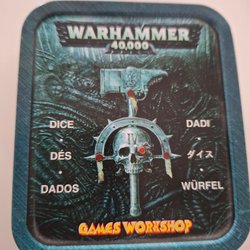 WARHAMMER
40,000
DICE DADI
DÉS ダイス
DADOS WÜRFEL
GAMES WORKSHOP